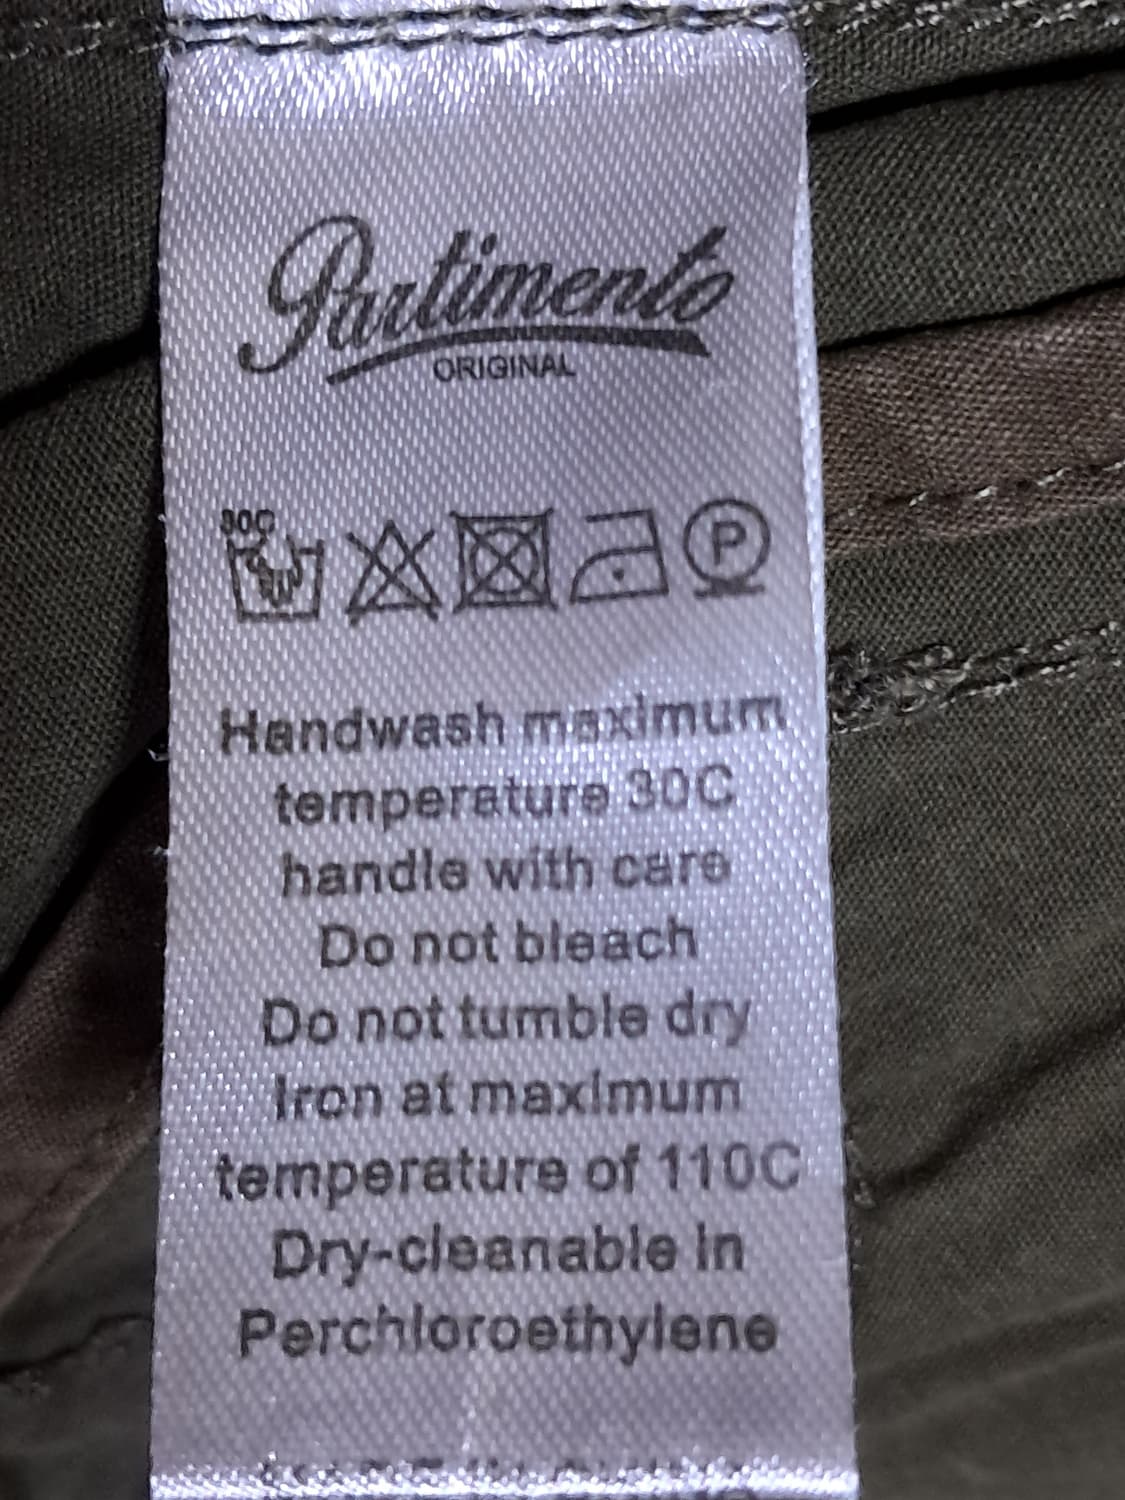 Partimento
ORIGINAL
30C
P
Handwash maximum
temperature 30C
handle with care
Do not bleach
Do not tumble dry
Iron at maximum
temperature of 110C
Dry-cleanable in
Perchloroethylene